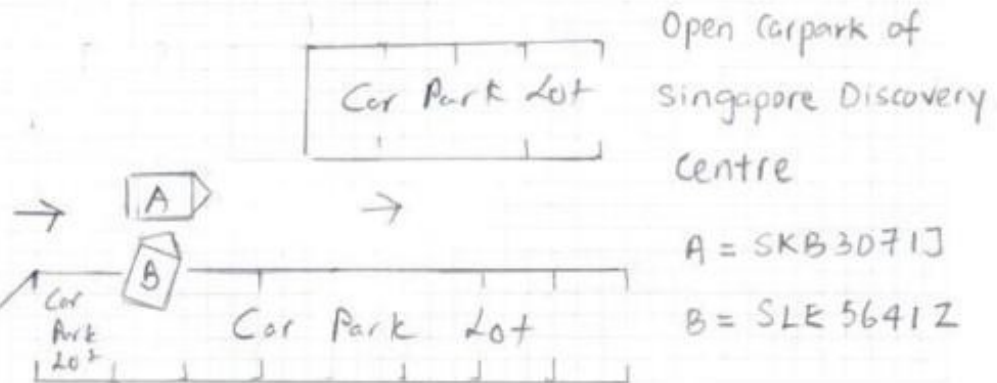 Open Carpark of
Car Park Lot
Singapore Discovery
Centre
A
A = SKB3071J
B
Car
Park
Lot
Car Park Lot
B = SLE5641Z